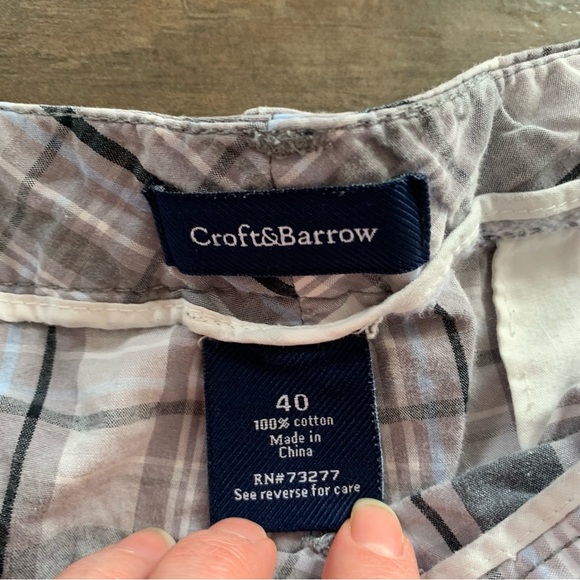 Croft&Barrow
40
100% cotton
Made in
China
RN#73277
See reverse for care